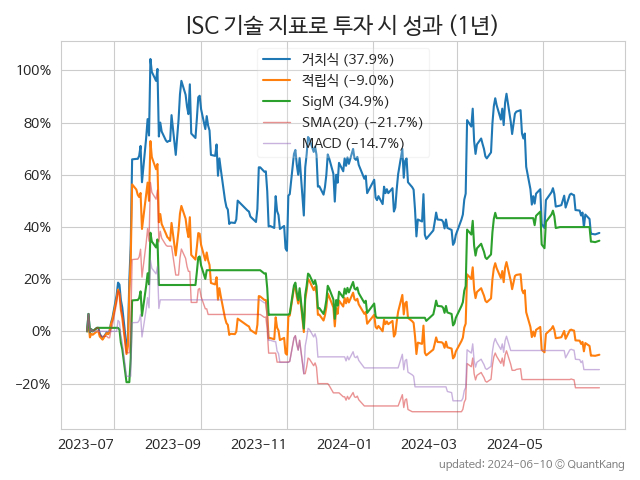 ISC 기술 지표로 투자 시 성과 (1년)
거치식 (37.9%)
적립식 (−9.0%)
SigM (34.9%)
SMA(20) (−21.7%)
MACD (−14.7%)
100%
80%
60%
40%
20%
0%
−20%
2023-07 2023-09 2023-11 2024-01 2024-03 2024-05
updated: 2024-06-10 © QuantKang